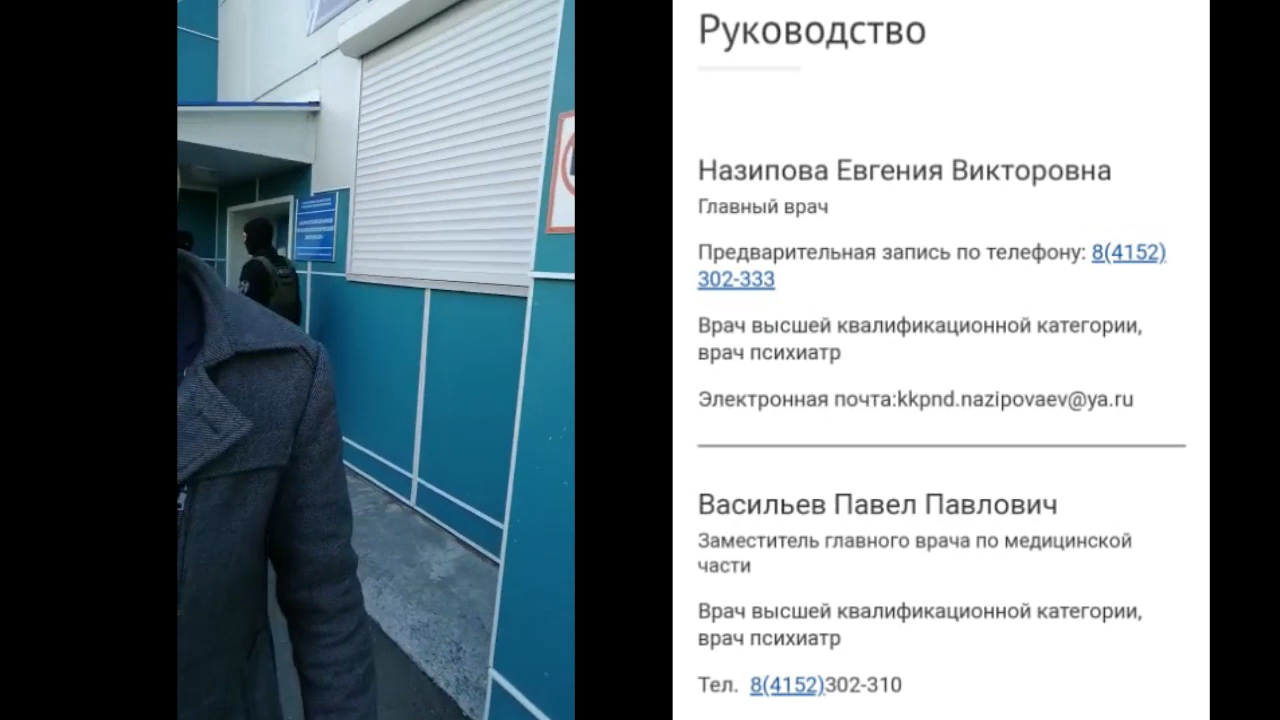 Руководство
Назипова Евгения Викторовна
Главный врач
Предварительная запись по телефону: 8(4152)
302-333
Врач высшей квалификационной категории,
врач психиатр
Электронная почта:kkpnd.nazipovaev@ya.ru
Васильев Павел Павлович
Заместитель главного врача по медицинской
части
Врач высшей квалификационной категории,
врач психиатр
Тел. 8(4152)302-310